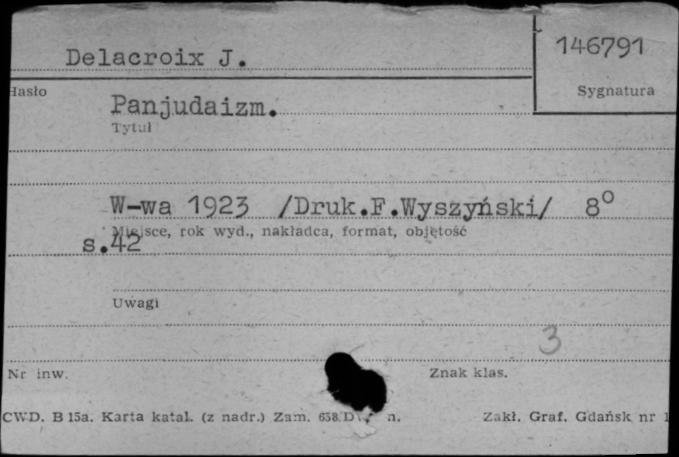 Delacroix J.
146791
Hasło
Sygnatura
Panjudaizm.
Tytuł
W-wa 1923 /Druk.F.Wyszyński/ 8°
Miejsce, rok wyd., nakładca, format, objętość
s.42
Uwagi
3
Nr inw.
Znak klas.
CWD. B 15a. Karta katal. (z nadr.) Zam. Zakł. Graf. Gdańsk nr 1